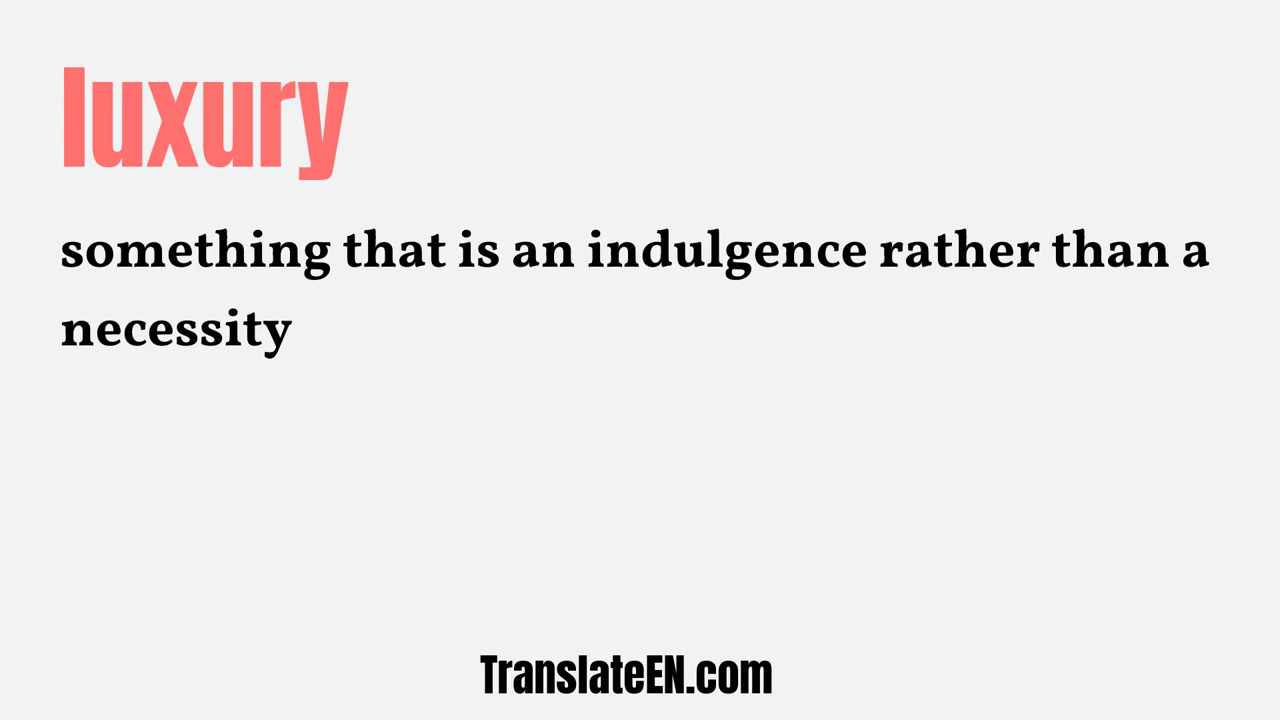 luxury
something that is an indulgence rather than a
necessity
TranslateEN.com